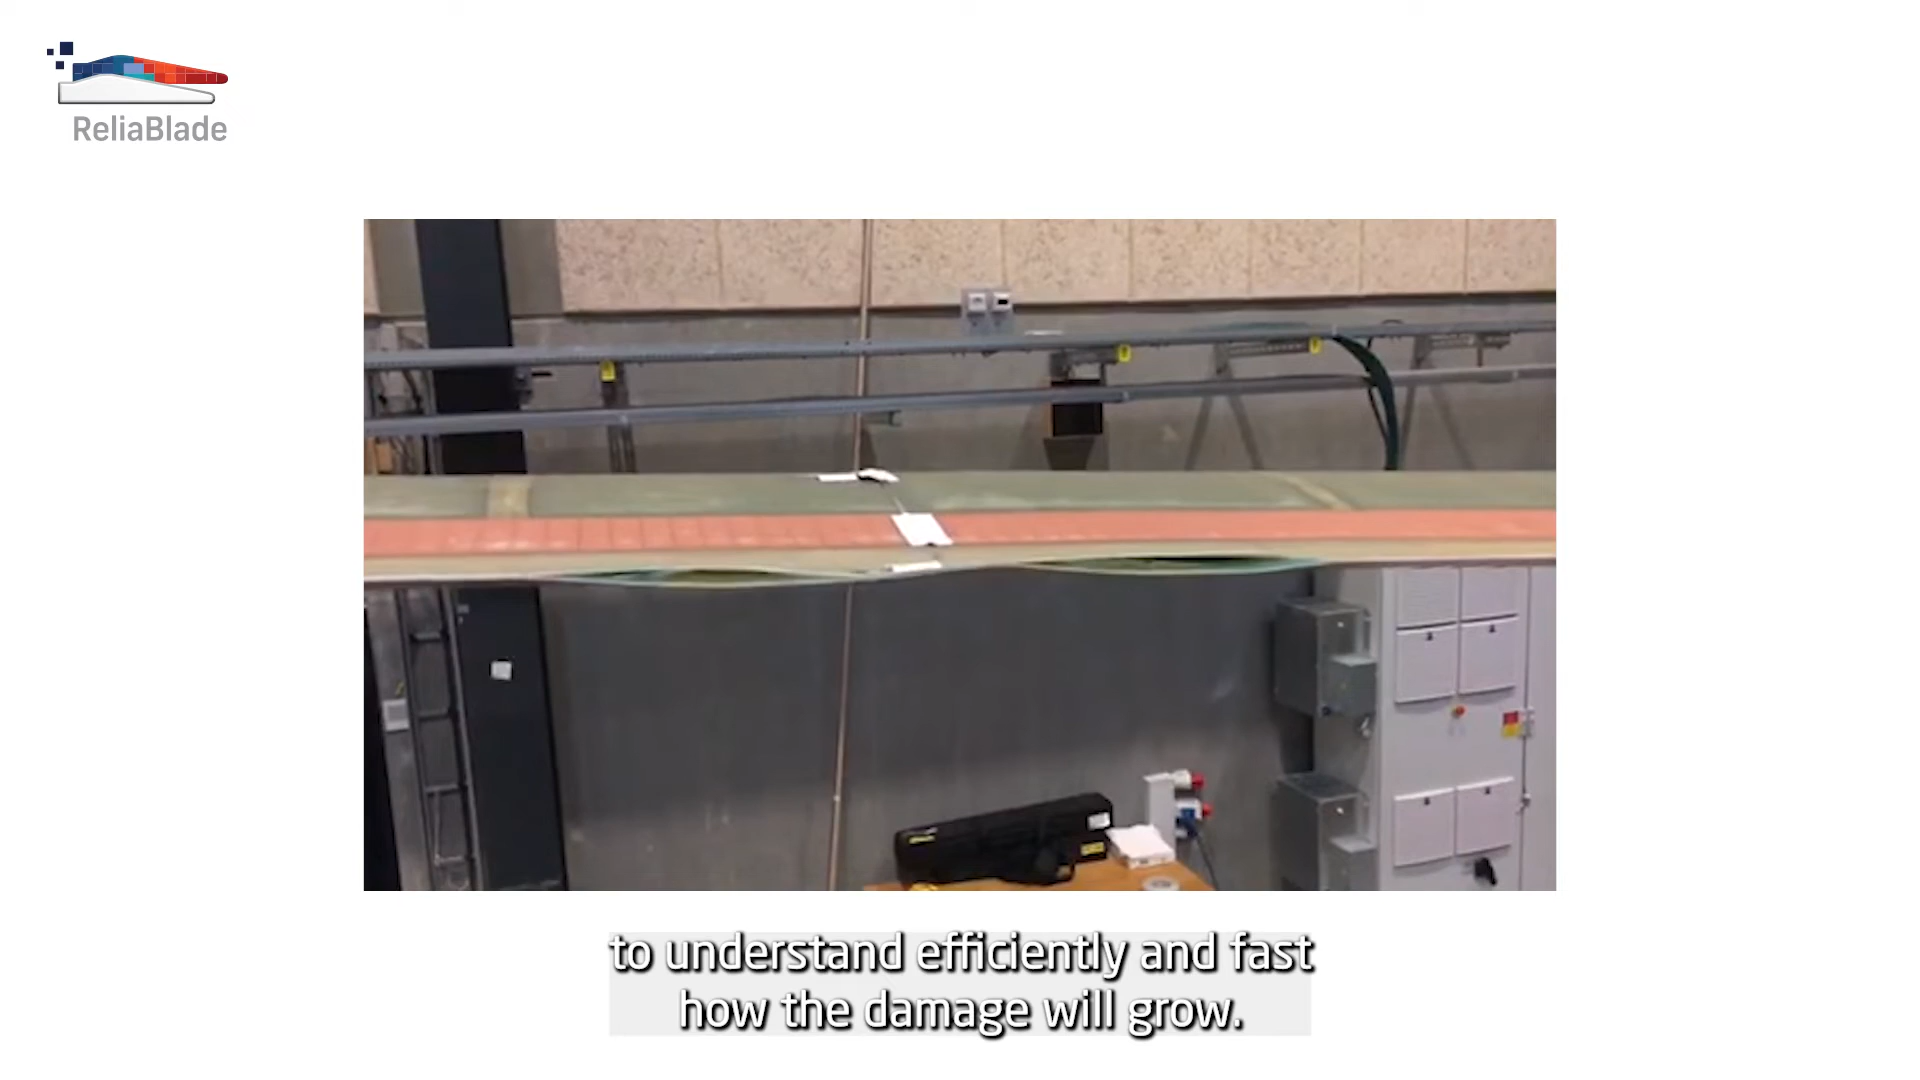 ReliaBlade
to understand efficiently and fast
how the damage will grow.